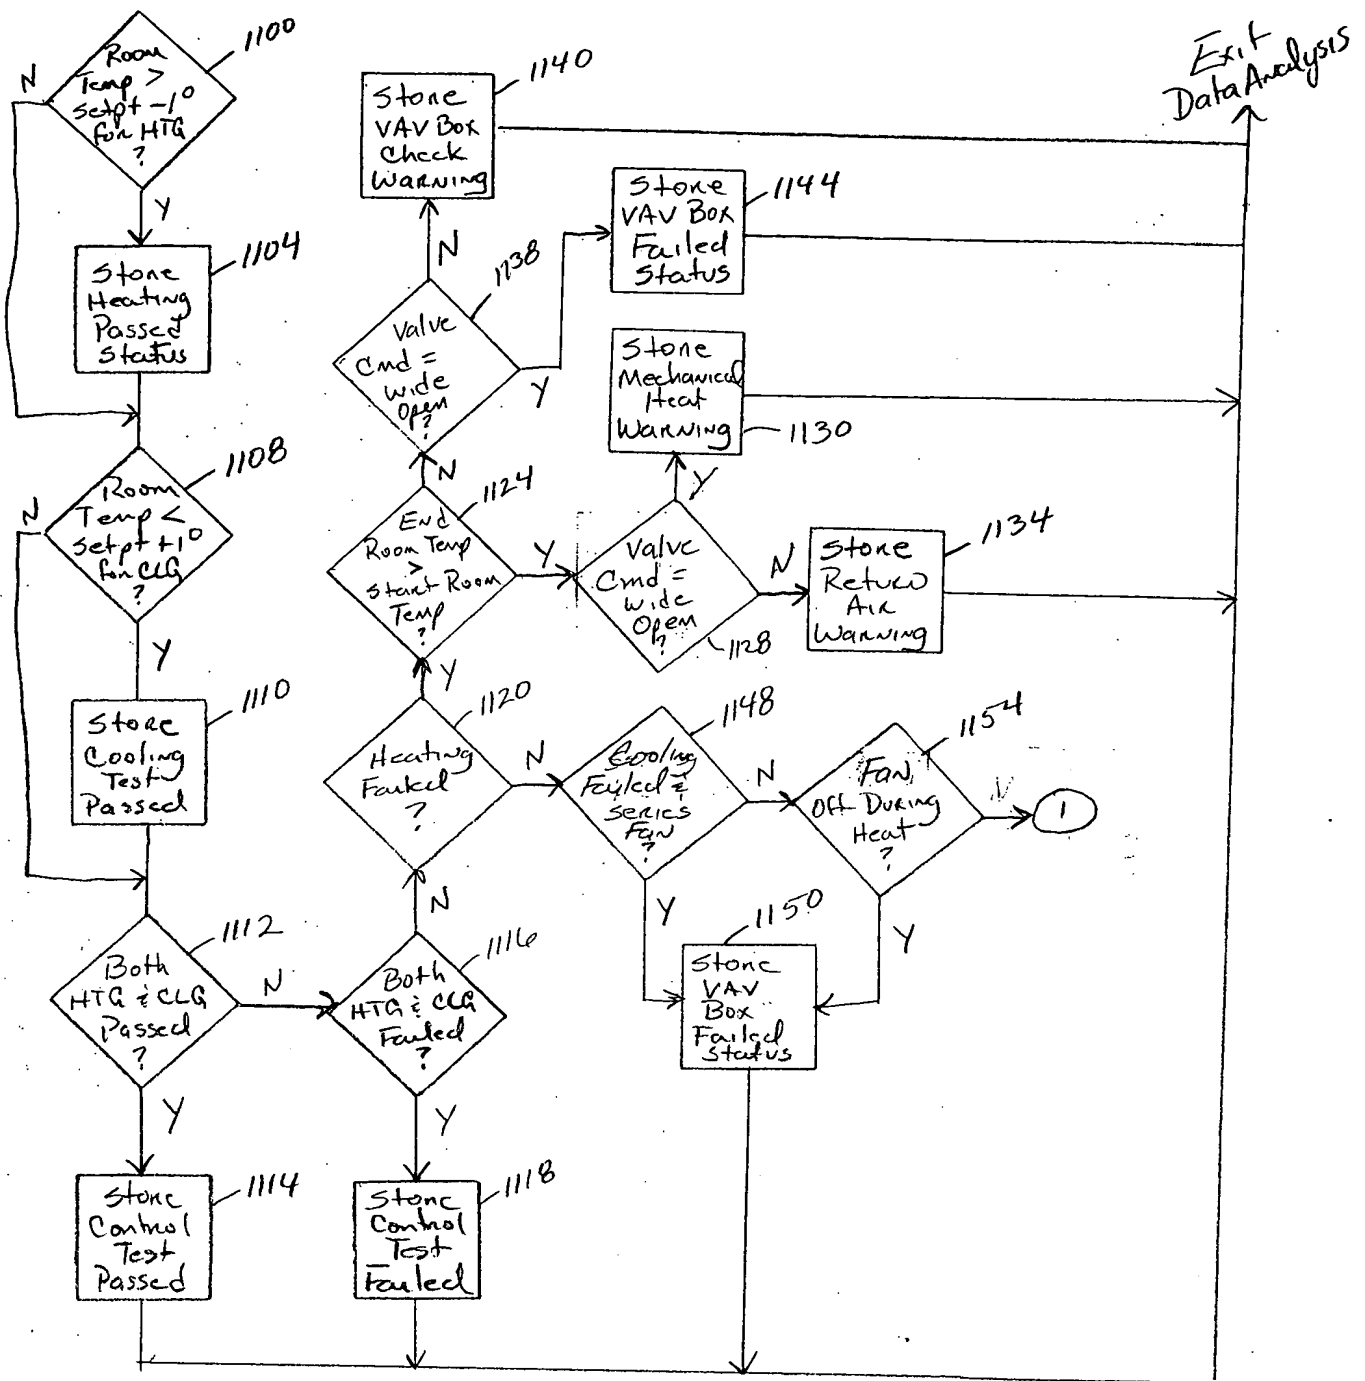 Room
Temp >
Setpt -1°
for HTG
?
1100
N
Y
Store
Heating
Passed
Status
1104
Room
Temp <
Setpt +1°
for CLG
?
1108
N
Y
Store
Cooling
Test
Passed
1110
Both
HTG & CLG
Passed
?
1112
N
Y
Store
Control
Test
Passed
1114
Both
HTG & CLG
Failed
?
1116
N
Y
Store
Control
Test
Failed
1118
Heating
Failed
?
1120
Y
N
End
Room Temp
>
Start Room
Temp
?
1124
N
Y
Valve
Cmd =
wide
Open
?
1138
N
Y
Store
VAV Box
Check
Warning
1140
Store
VAV Box
Failed
Status
1144
Store
Mechanical
Heat
Warning
1130
Y
Valve
Cmd =
wide
Open
?
1128
N
Store
Return
Air
Warning
1134
Cooling
Failed &
series
Fan
?
1148
N
Y
Fan
Off During
Heat
?
1154
N
Y
1
Store
VAV
Box
Failed
Status
1150
Exit
Data Analysis